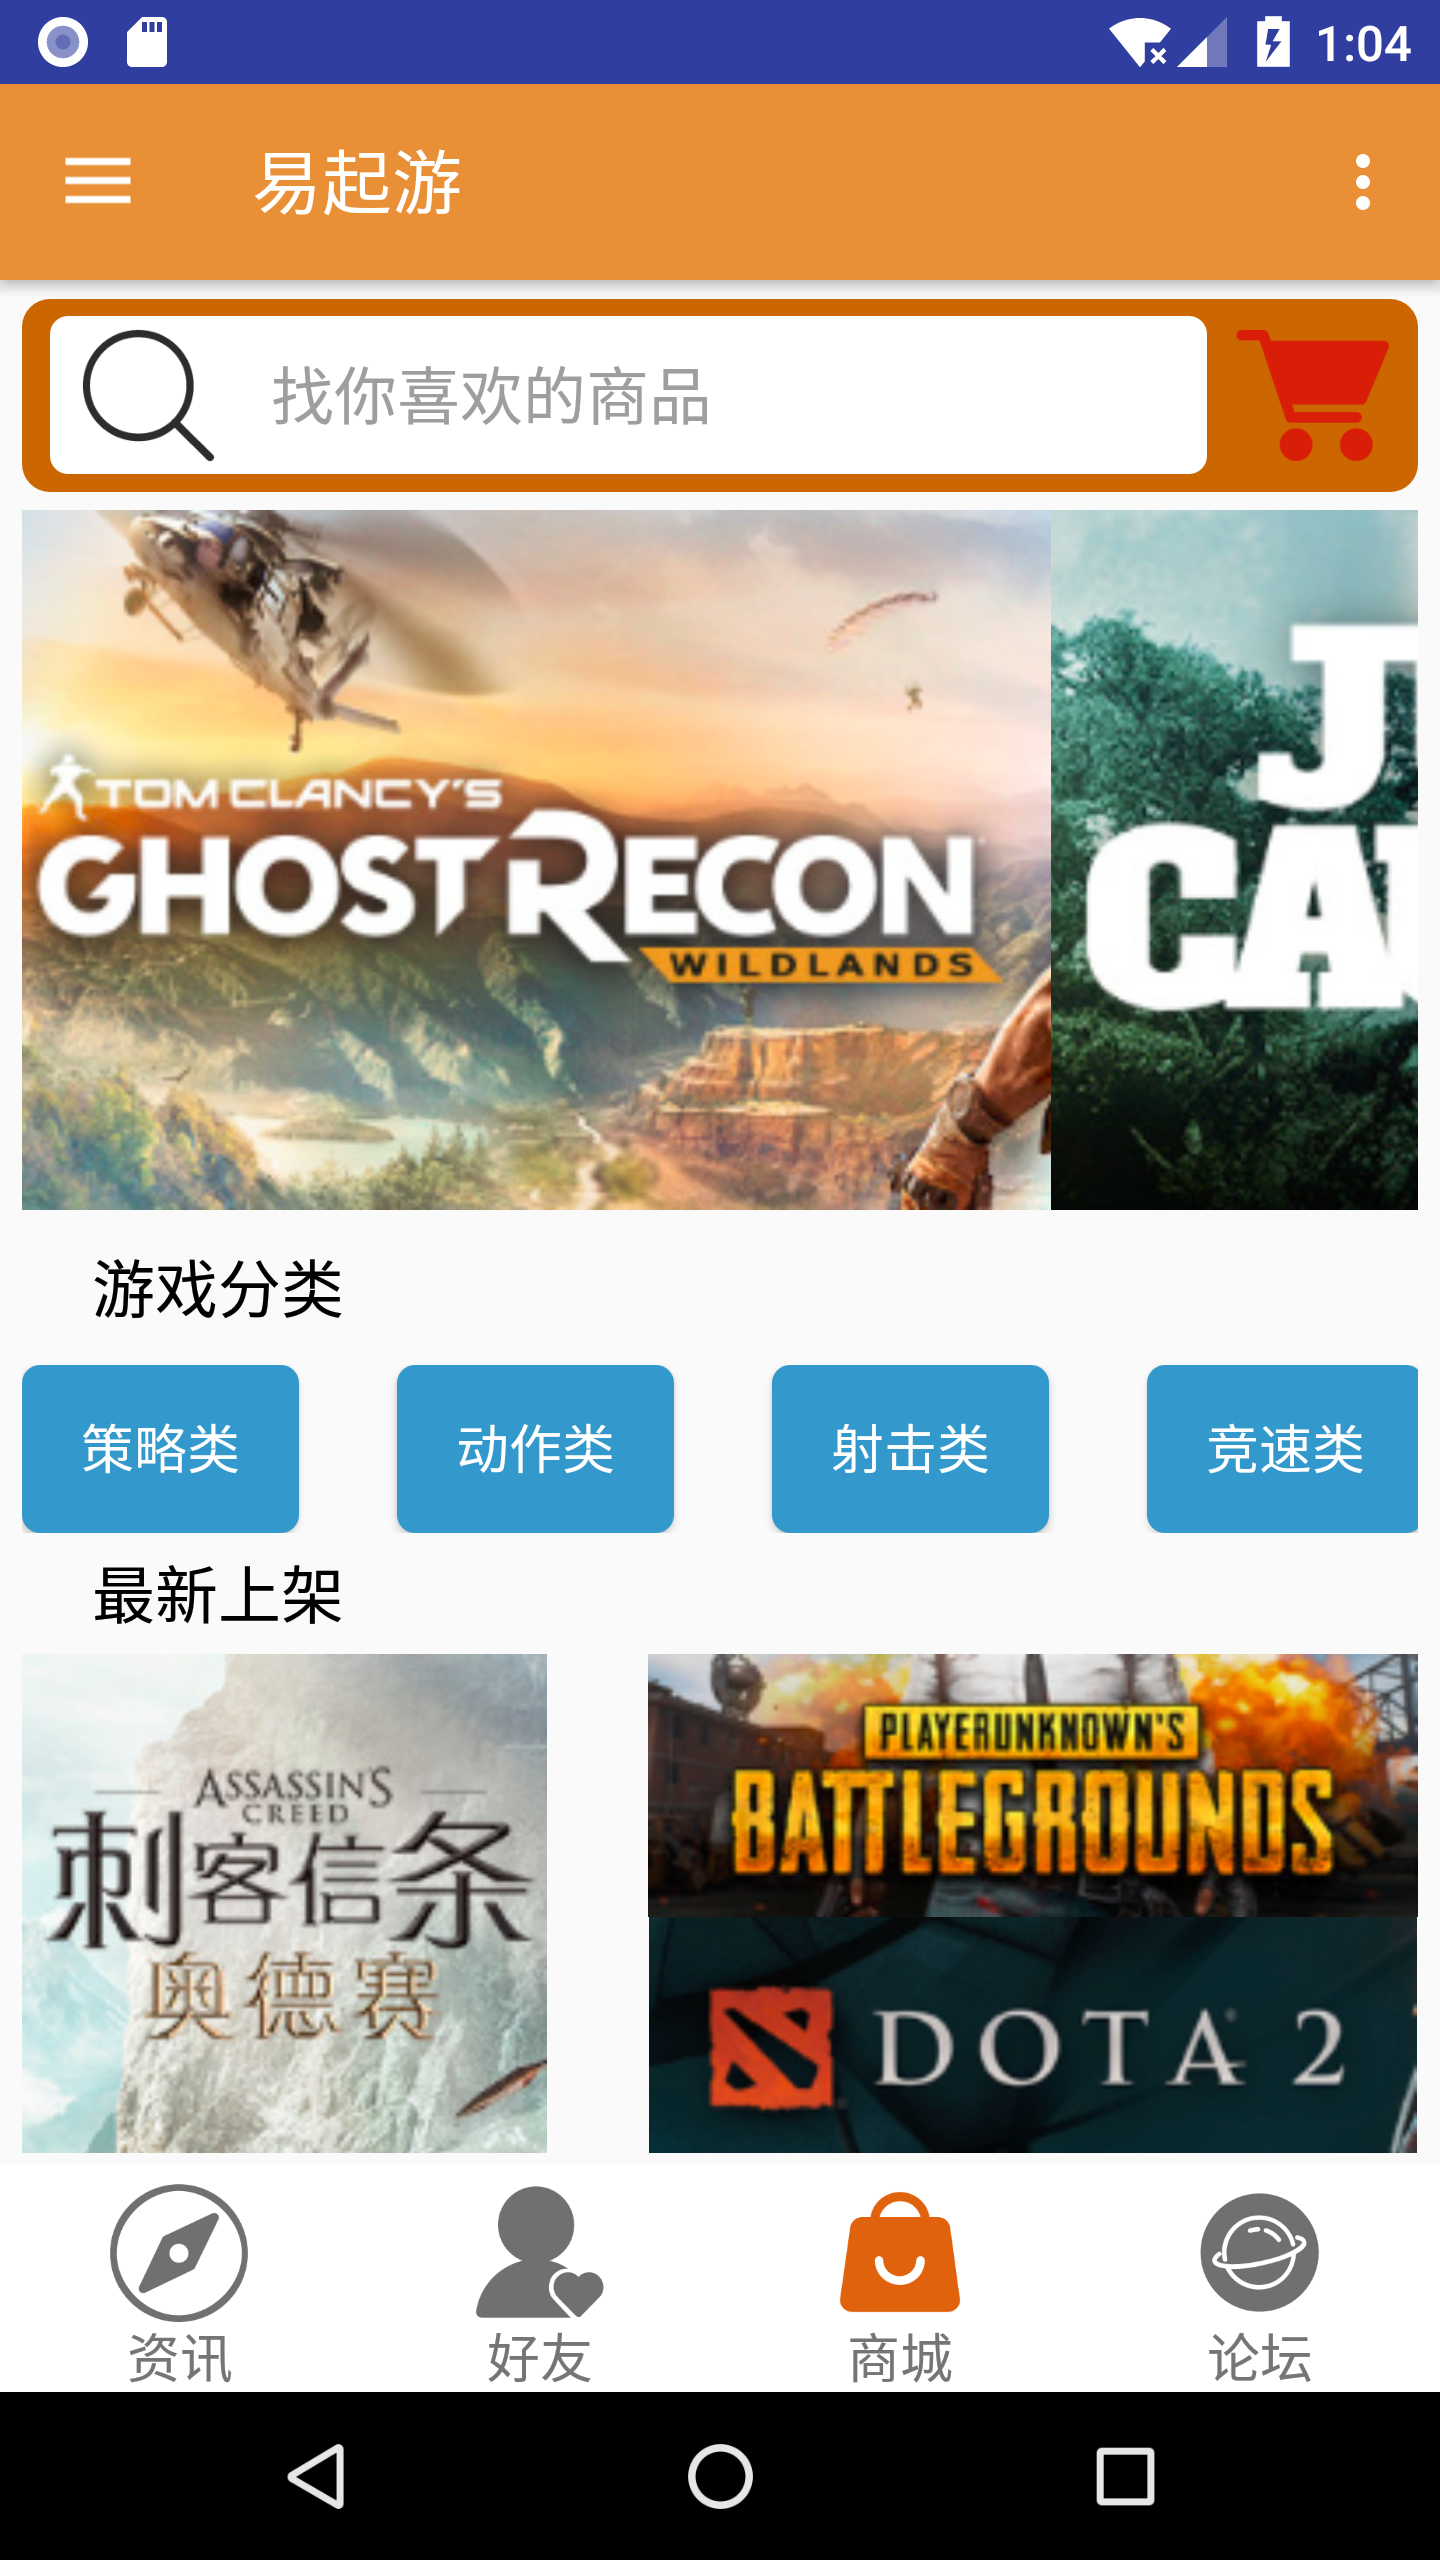 1:04
易起游
找你喜欢的商品
TOM CLANCY'S
GHOST RECON
WILDLANDS
J
CA
游戏分类
策略类
动作类
射击类
竞速类
最新上架
ASSASSIN'S
CREED
刺客信条
奥德赛
PLAYERUNKNOWN'S
BATTLEGROUNDS
DOTA 2
资讯
好友
商城
论坛